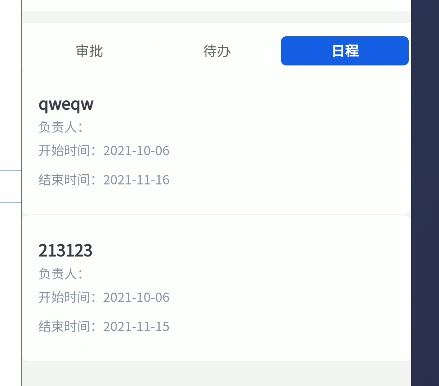 审批 待办 日程
qweqw
负责人：
开始时间：2021-10-06
结束时间：2021-11-16
213123
负责人：
开始时间：2021-10-06
结束时间：2021-11-15